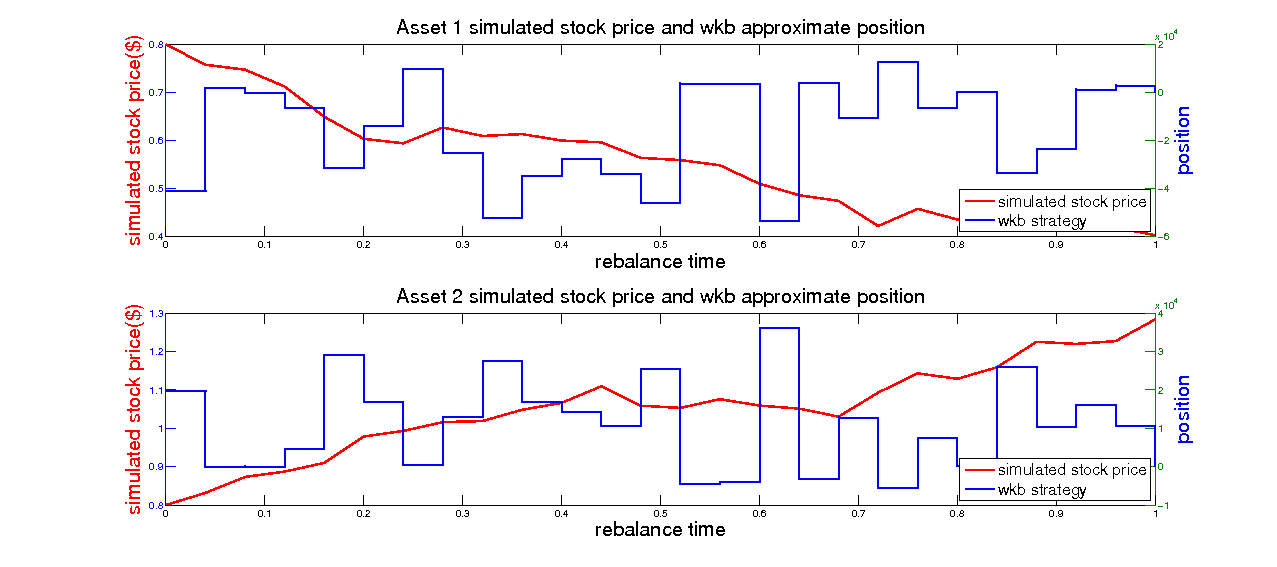 Asset 1 simulated stock price and wkb approximate position
x 10^4
simulated stock price($)
0.8
0.7
0.6
0.5
0.4
2
0
-2
-4
-6
position
simulated stock price
wkb strategy
0 0.1 0.2 0.3 0.4 0.5 0.6 0.7 0.8 0.9 1
rebalance time
Asset 2 simulated stock price and wkb approximate position
x 10^4
simulated stock price($)
1.3
1.2
1.1
1
0.9
0.8
4
3
2
1
0
-1
position
simulated stock price
wkb strategy
0 0.1 0.2 0.3 0.4 0.5 0.6 0.7 0.8 0.9 1
rebalance time